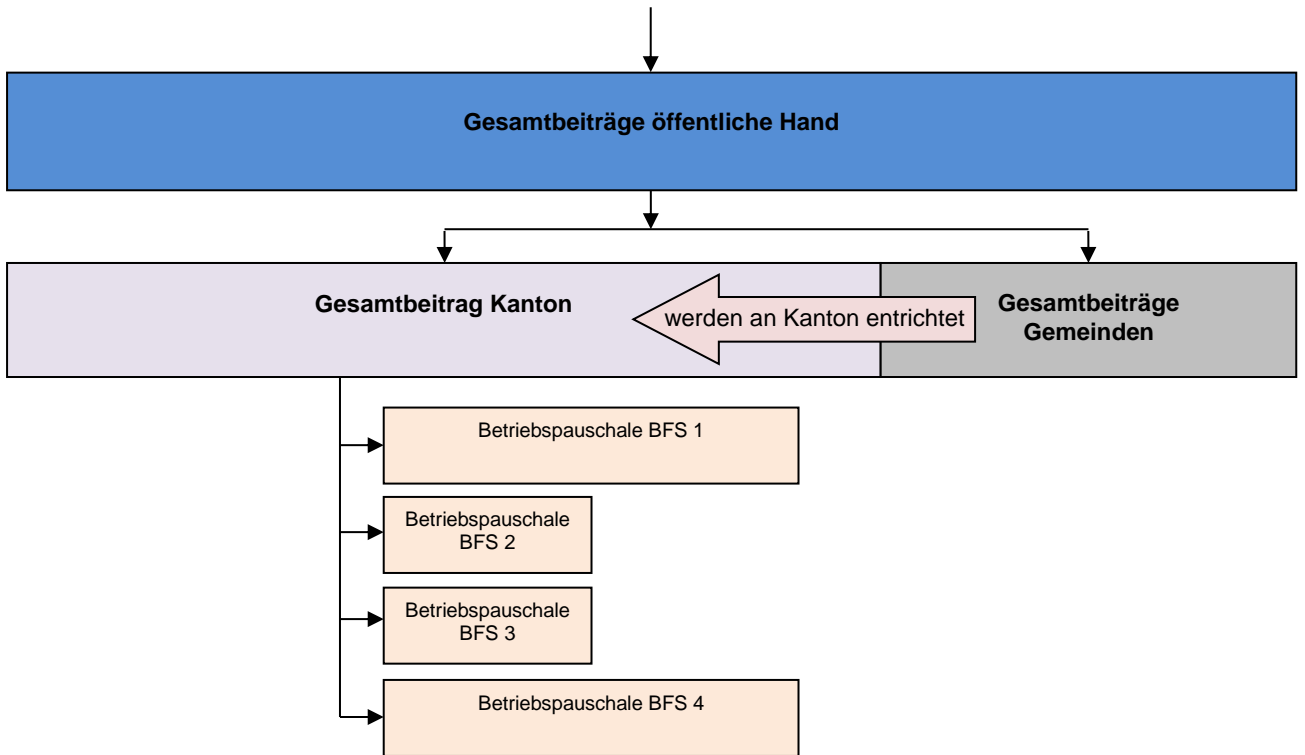 Gesamtbeiträge öffentliche Hand
Gesamtbeitrag Kanton
werden an Kanton entrichtet
Gesamtbeiträge
Gemeinden
Betriebspauschale BFS 1
Betriebspauschale
BFS 2
Betriebspauschale
BFS 3
Betriebspauschale BFS 4